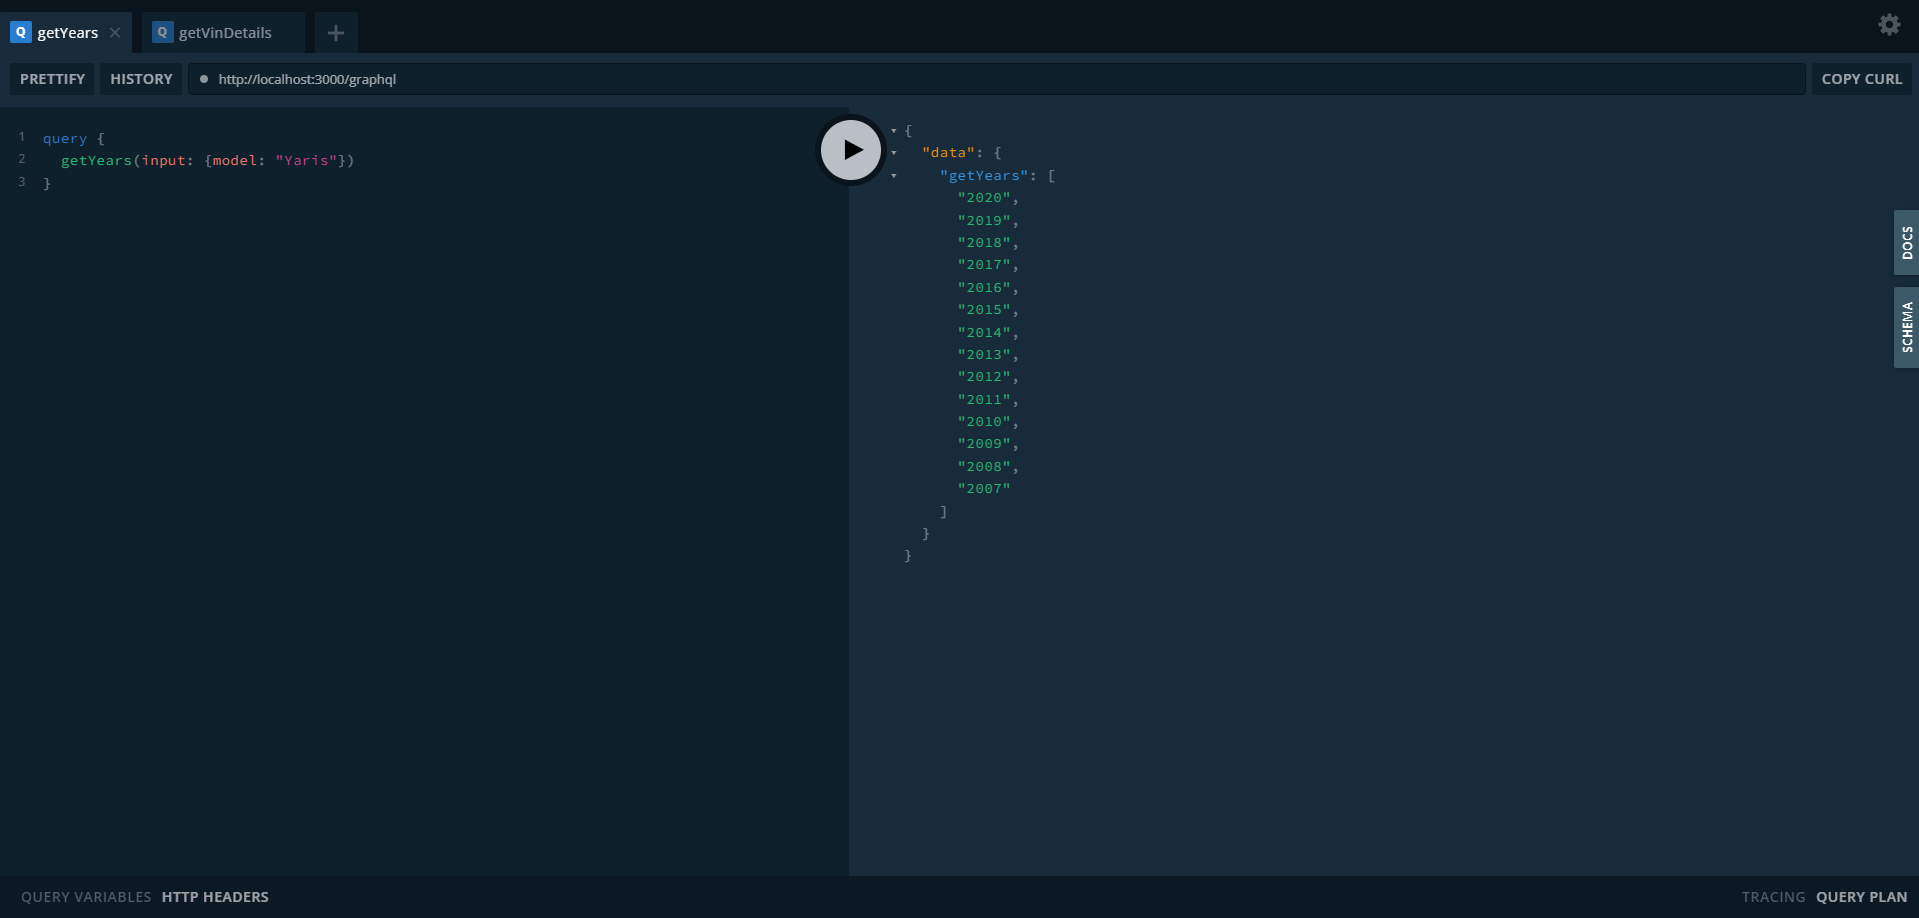 Q getYears × Q getVinDetails +
PRETTIFY HISTORY http://localhost:3000/graphql COPY CURL
1 query {
2   getYears(input: {model: "Yaris"})
3 }
{
  "data": {
    "getYears": [
      "2020",
      "2019",
      "2018",
      "2017",
      "2016",
      "2015",
      "2014",
      "2013",
      "2012",
      "2011",
      "2010",
      "2009",
      "2008",
      "2007"
    ]
  }
}
DOCS
SCHEMA
QUERY VARIABLES HTTP HEADERS
TRACING QUERY PLAN